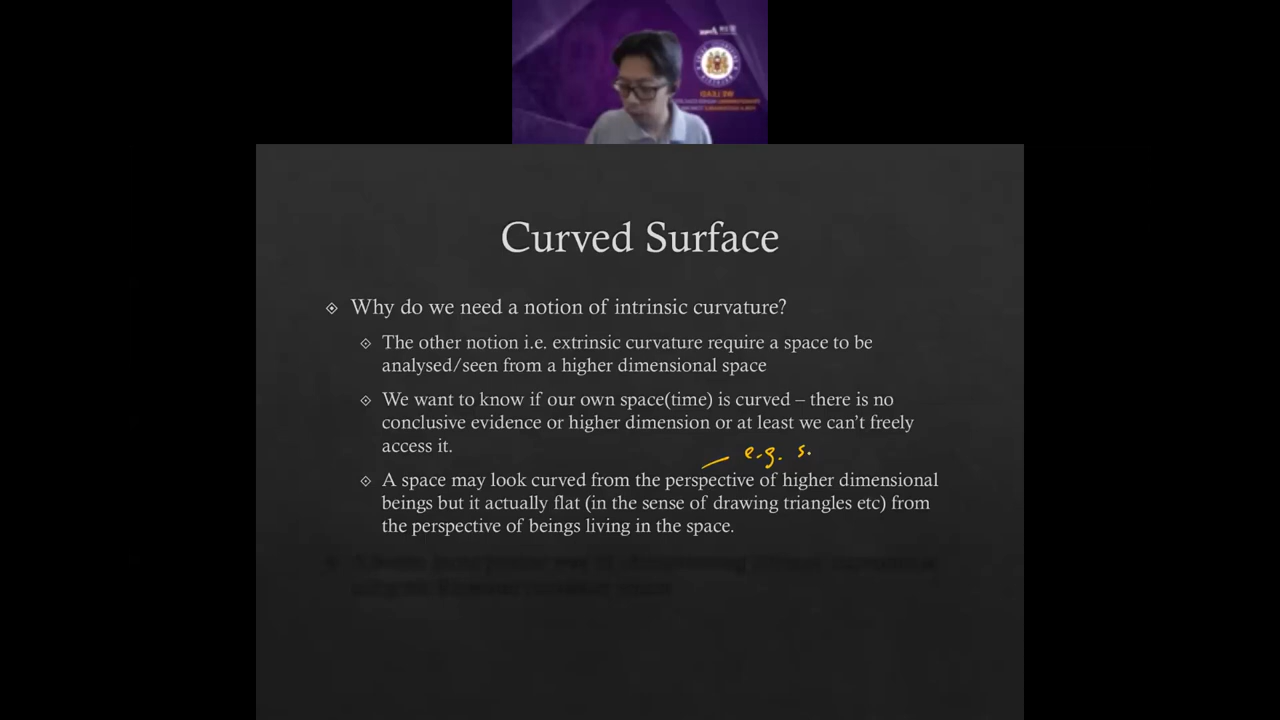 Curved Surface
Why do we need a notion of intrinsic curvature?
The other notion i.e. extrinsic curvature require a space to be
analysed/seen from a higher dimensional space
We want to know if our own space(time) is curved – there is no
conclusive evidence or higher dimension or at least we can't freely
access it.
e.g. s.
A space may look curved from the perspective of higher dimensional
beings but it actually flat (in the sense of drawing triangles etc) from
the perspective of beings living in the space.